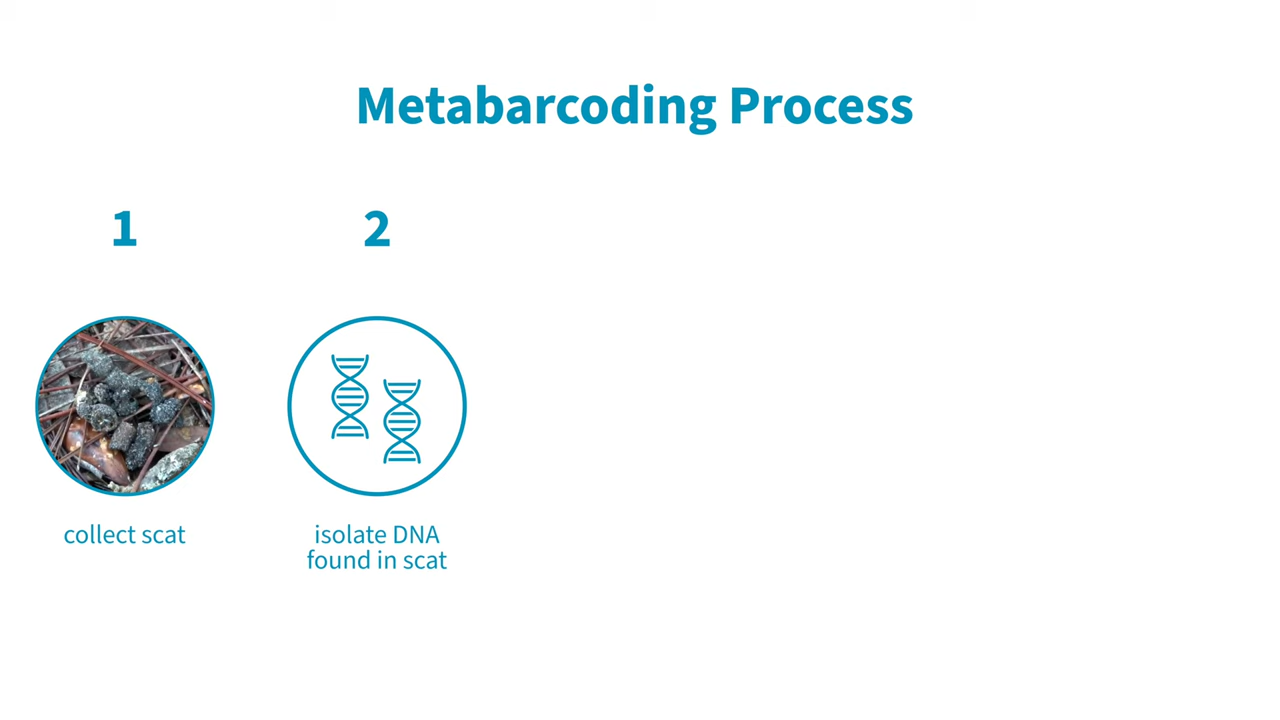 Metabarcoding Process
1
2
collect scat
isolate DNA
found in scat